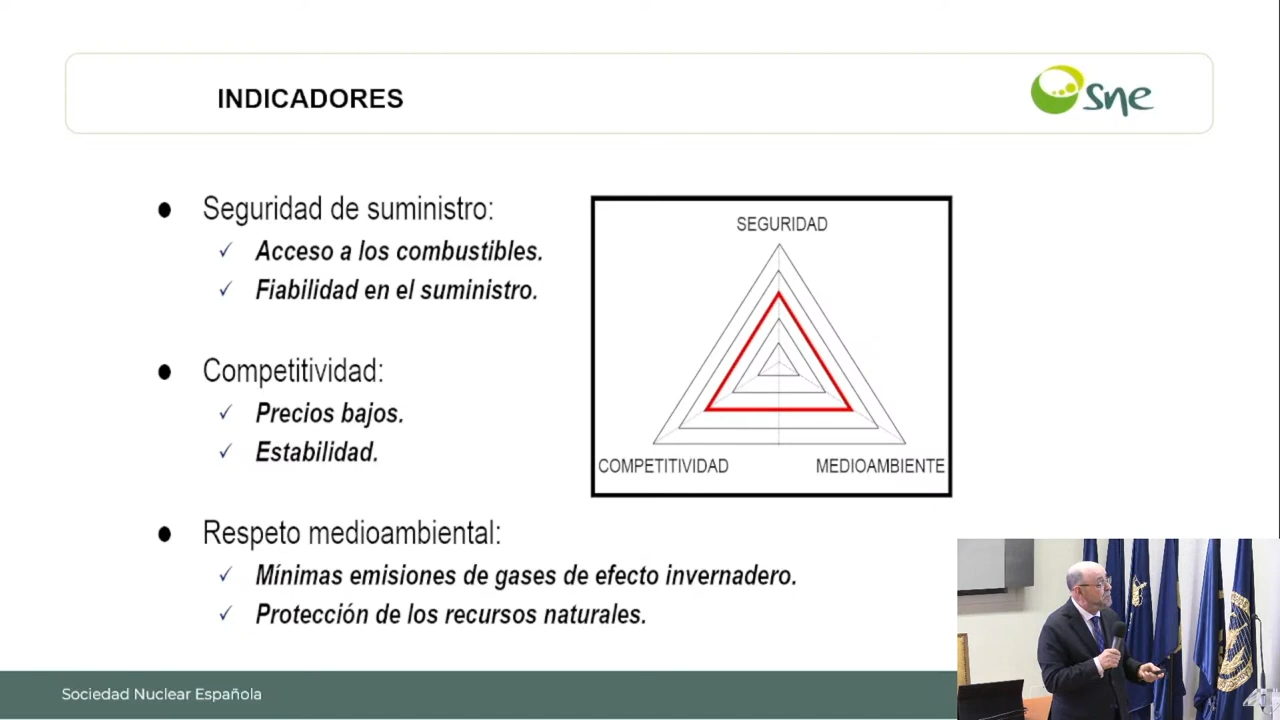 INDICADORES
sne
Seguridad de suministro:
Acceso a los combustibles.
Fiabilidad en el suministro.
Competitividad:
Precios bajos.
Estabilidad.
Respeto medioambiental:
Mínimas emisiones de gases de efecto invernadero.
Protección de los recursos naturales.
SEGURIDAD
COMPETITIVIDAD
MEDIOAMBIENTE
Sociedad Nuclear Española